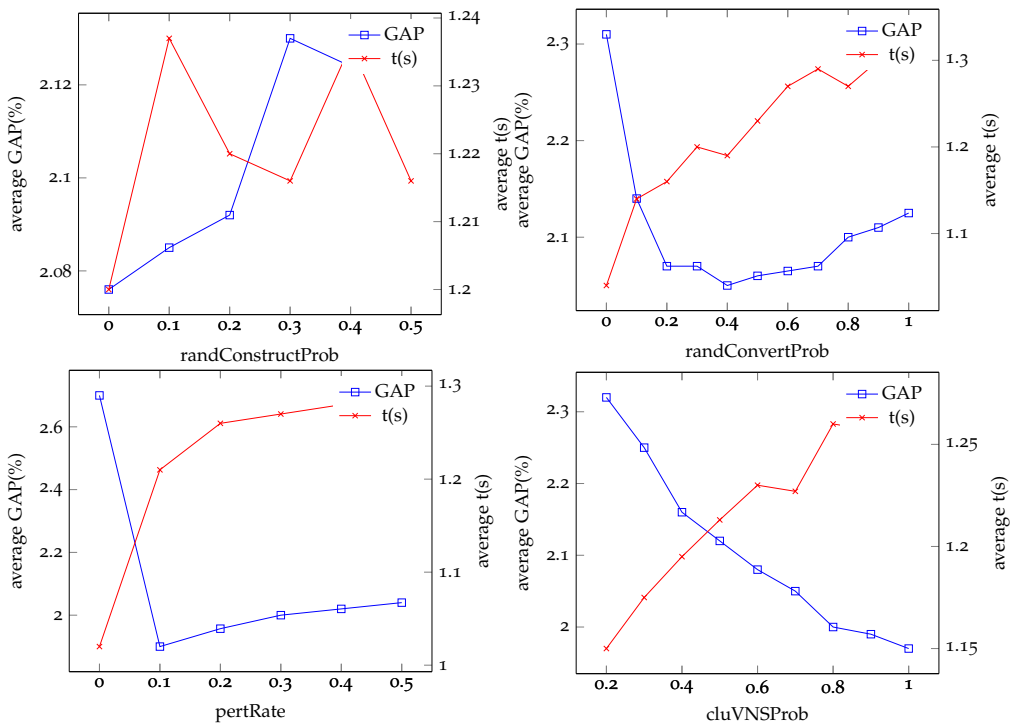 1.24
GAP
t(s)
2.12
1.23
1.22
2.1
1.21
2.08
1.2
average GAP(%)
average t(s)
0 0.1 0.2 0.3 0.4 0.5
randConstructProb
GAP
t(s)
2.3
1.3
2.2
1.2
2.1
1.1
average GAP(%)
average t(s)
0 0.2 0.4 0.6 0.8 1
randConvertProb
GAP
t(s)
1.3
2.6
2.4
1.2
2.2
1.1
2
1
average GAP(%)
average t(s)
0 0.1 0.2 0.3 0.4 0.5
pertRate
GAP
t(s)
2.3
1.25
2.2
2.1
1.2
2
1.15
average GAP(%)
average t(s)
0.2 0.4 0.6 0.8 1
cluVNSProb